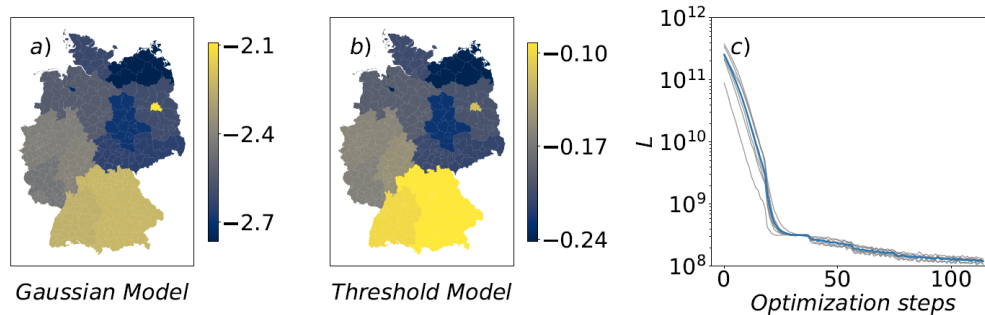 a)
−2.1
−2.4
−2.7
Gaussian Model
b)
−0.10
−0.17
−0.24
Threshold Model
c)
L
10^12
10^11
10^10
10^9
10^8
0
50
100
Optimization steps